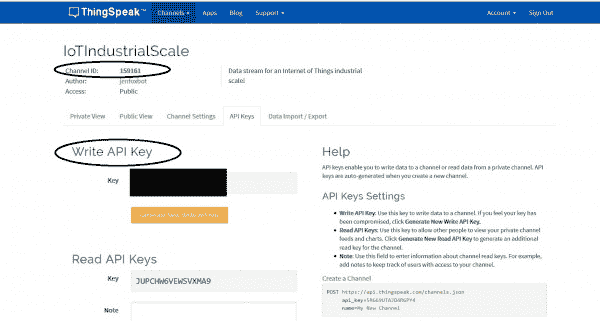 ThingSpeak™
Channels
Apps
Blog
Support
Account
Sign Out
IoTIndustrialScale
Channel ID: 159161
Author: jenfoxbot
Access: Public
Data stream for an Internet of Things industrial
scale!
Private View
Public View
Channel Settings
API Keys
Data Import / Export
Write API Key
Key
Generate New Write API Key
Read API Keys
Key
JUPCHW6VEWSVXMA9
Note
Help
API keys enable you to write data to a channel or read data from a private channel. API
keys are auto-generated when you create a new channel.
API Keys Settings
Write API Key: Use this key to write data to a channel. If you feel your key has
been compromised, click Generate New Write API Key.
Read API Keys: Use this key to allow other people to view your private channel
feeds and charts. Click Generate New Read API Key to generate an additional
read key for the channel.
Note: Use this field to enter information about channel read keys. For example,
add notes to keep track of users with access to your channel.
Create a Channel
POST https://api.thingspeak.com/channels.json
api_key=
name=My New Channel